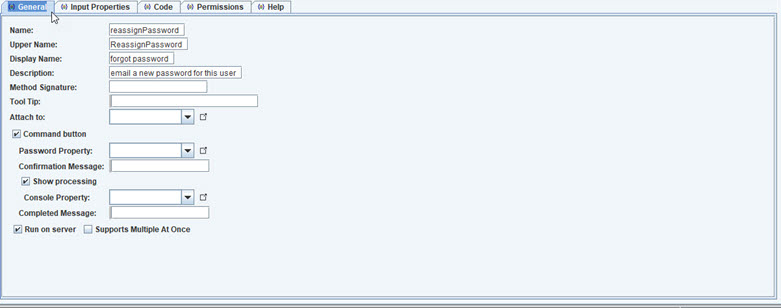 General Input Properties Code Permissions Help
Name: reassignPassword
Upper Name: ReassignPassword
Display Name: forgot password
Description: email a new password for this user
Method Signature:
Tool Tip:
Attach to:
Command button
Password Property:
Confirmation Message:
Show processing
Console Property:
Completed Message:
Run on server Supports Multiple At Once